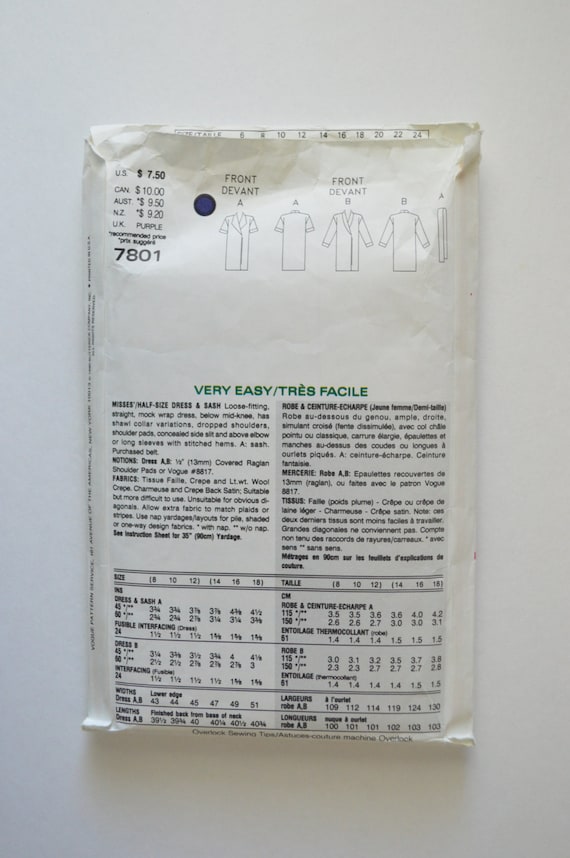 SIZE/TAILLE 6 8 10 12 14 16 18 20 22 24
U.S. $ 7.50
CAN. $ 10.00
AUST. *$ 9.50
N.Z. *$ 9.20
U.K. PURPLE
*recommended price
*prix suggéré
7801
FRONT
DEVANT
A
A
FRONT
DEVANT
B
B
A
VERY EASY/TRÈS FACILE
MISSES'/HALF-SIZE DRESS & SASH Loose-fitting,
straight, mock wrap dress, below mid-knee, has
shawl collar variations, dropped shoulders,
shoulder pads, concealed side slit and above elbow
or long sleeves with stitched hems. A: sash.
Purchased belt.
NOTIONS: Dress A,B: ½" (13mm) Covered Raglan
Shoulder Pads or Vogue #8817.
FABRICS: Tissue Faille, Crepe and Lt.wt. Wool
Crepe. Charmeuse and Crepe Back Satin; Suitable
but more difficult to use. Unsuitable for obvious di-
agonals. Allow extra fabric to match plaids or
stripes. Use nap yardages/layouts for pile, shaded
or one-way design fabrics. * with nap. ** w/o nap.
See Instruction Sheet for 35" (90cm) Yardage.
ROBE & CEINTURE-ECHARPE (Jeune femme/Demi-taille)
Robe au-dessous du genou, ample, droite,
simulant croisé (fente dissimulée), avec col châle
pointu ou classique, carrure élargie, épaulettes et
manches au-dessus des coudes ou longues à
ourlets piqués. A: ceinture-écharpe. Ceinture
fantaisie.
MERCERIE: Robe A,B: Epaulettes recouvertes de
13mm (raglan), ou faites avec le patron Vogue
8817.
TISSUS: Faille (poids plume) - Crêpe ou crêpe de
laine léger - Charmeuse - Crêpe satin. Note: ces
deux derniers tissus sont moins faciles à travailler.
Grandes diagonales ne conviennent pas. Compte
non tenu des raccords de rayures/carreaux. * avec
sens ** sans sens.
Métrages en 90cm sur les feuillets d'explications de
couture.
SIZE (8 10 12) (14 16 18)
INS
DRESS & SASH A
45 */** 3¾ 3¾ 3⅞ 3⅞ 4⅜ 4½
60 */** 2¾ 2¾ 2⅞ 3¼ 3¼ 3⅜
FUSIBLE INTERFACING (Dress)
24 1½ 1½ 1½ 1⅝ 1⅝ 1⅝
DRESS B
45 */** 3¼ 3⅜ 3½ 3¾ 4 4⅛
60 */** 2½ 2½ 2⅞ 2⅞ 2⅞ 3
INTERFACING (Fusible)
24 1½ 1½ 1½ 1½ 1⅝ 1⅝
WIDTHS Lower edge
Dress A,B 43 44 45 47 49 51
LENGTHS Finished back from base of neck
Dress A,B 39½ 39¾ 40 40¼ 40½ 40¾
TAILLE (8 10 12) (14 16 18)
CM
ROBE & CEINTURE-ECHARPE A
115 */** 3.5 3.5 3.6 3.6 4.0 4.2
150 */** 2.6 2.6 2.7 3.0 3.0 3.1
ENTOILAGE THERMOCOLLANT (robe)
61 1.4 1.4 1.4 1.5 1.5 1.5
ROBE B
115 */** 3.0 3.1 3.2 3.5 3.7 3.8
150 */** 2.3 2.3 2.7 2.7 2.7 2.8
ENTOILAGE (thermocollant)
61 1.4 1.4 1.4 1.4 1.5 1.5
LARGEURS à l'ourlet
robe A,B 109 112 114 119 124 130
LONGUEURS nuque à ourlet
robe A,B 100 101 101 102 103 103
Overlock Sewing Tips/Astuces-couture machine Overlock